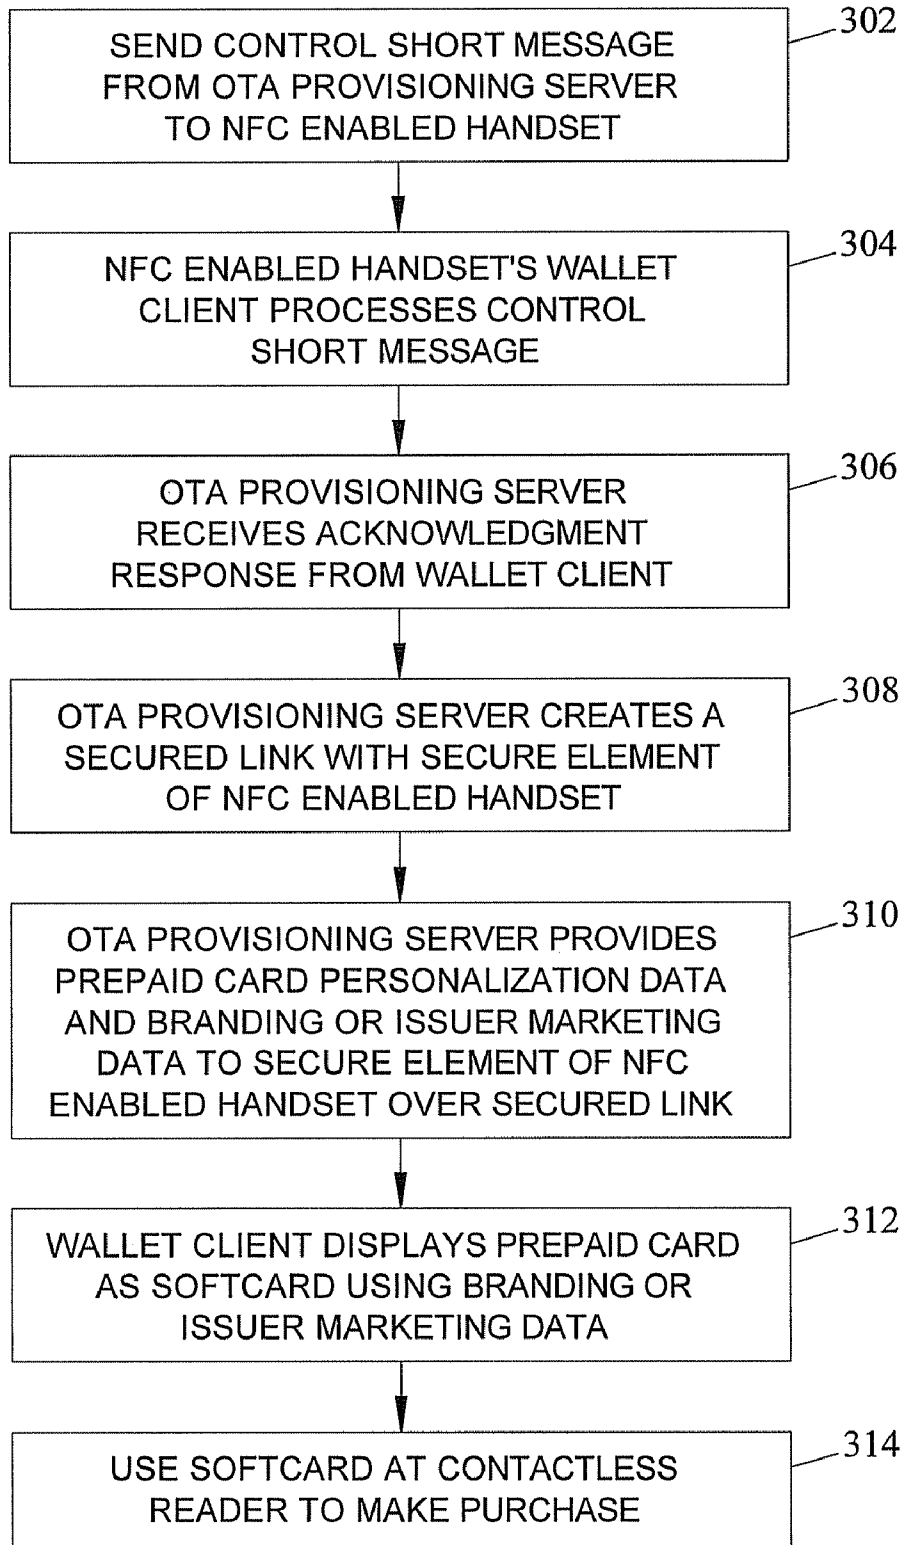 302
SEND CONTROL SHORT MESSAGE
FROM OTA PROVISIONING SERVER
TO NFC ENABLED HANDSET
304
NFC ENABLED HANDSET'S WALLET
CLIENT PROCESSES CONTROL
SHORT MESSAGE
306
OTA PROVISIONING SERVER
RECEIVES ACKNOWLEDGMENT
RESPONSE FROM WALLET CLIENT
308
OTA PROVISIONING SERVER CREATES A
SECURED LINK WITH SECURE ELEMENT
OF NFC ENABLED HANDSET
310
OTA PROVISIONING SERVER PROVIDES
PREPAID CARD PERSONALIZATION DATA
AND BRANDING OR ISSUER MARKETING
DATA TO SECURE ELEMENT OF NFC
ENABLED HANDSET OVER SECURED LINK
312
WALLET CLIENT DISPLAYS PREPAID CARD
AS SOFTCARD USING BRANDING OR
ISSUER MARKETING DATA
314
USE SOFTCARD AT CONTACTLESS
READER TO MAKE PURCHASE